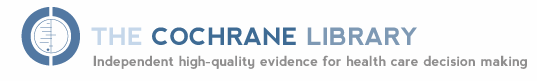 THE COCHRANE LIBRARY
Independent high-quality evidence for health care decision making